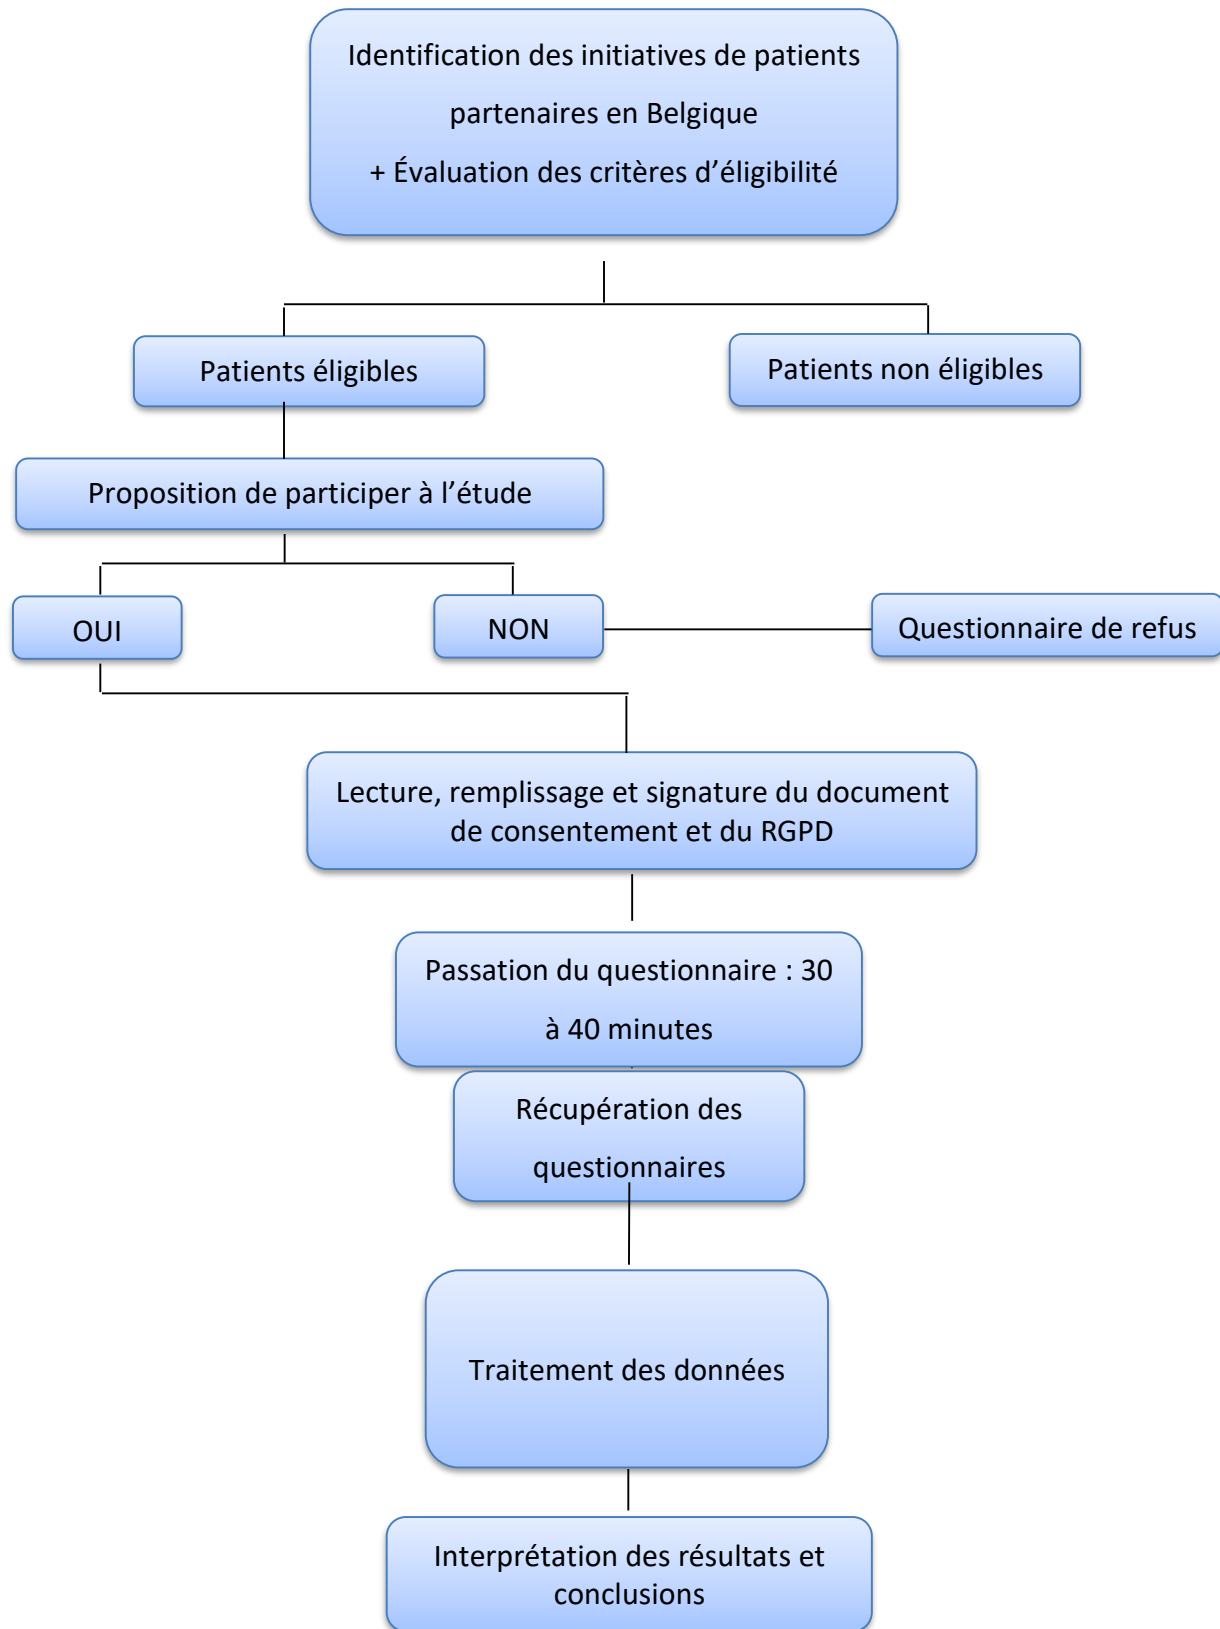 Identification des initiatives de patients
partenaires en Belgique
+ Évaluation des critères d’éligibilité
Patients éligibles
Patients non éligibles
Proposition de participer à l’étude
OUI
NON
Questionnaire de refus
Lecture, remplissage et signature du document
de consentement et du RGPD
Passation du questionnaire : 30
à 40 minutes
Récupération des
questionnaires
Traitement des données
Interprétation des résultats et
conclusions